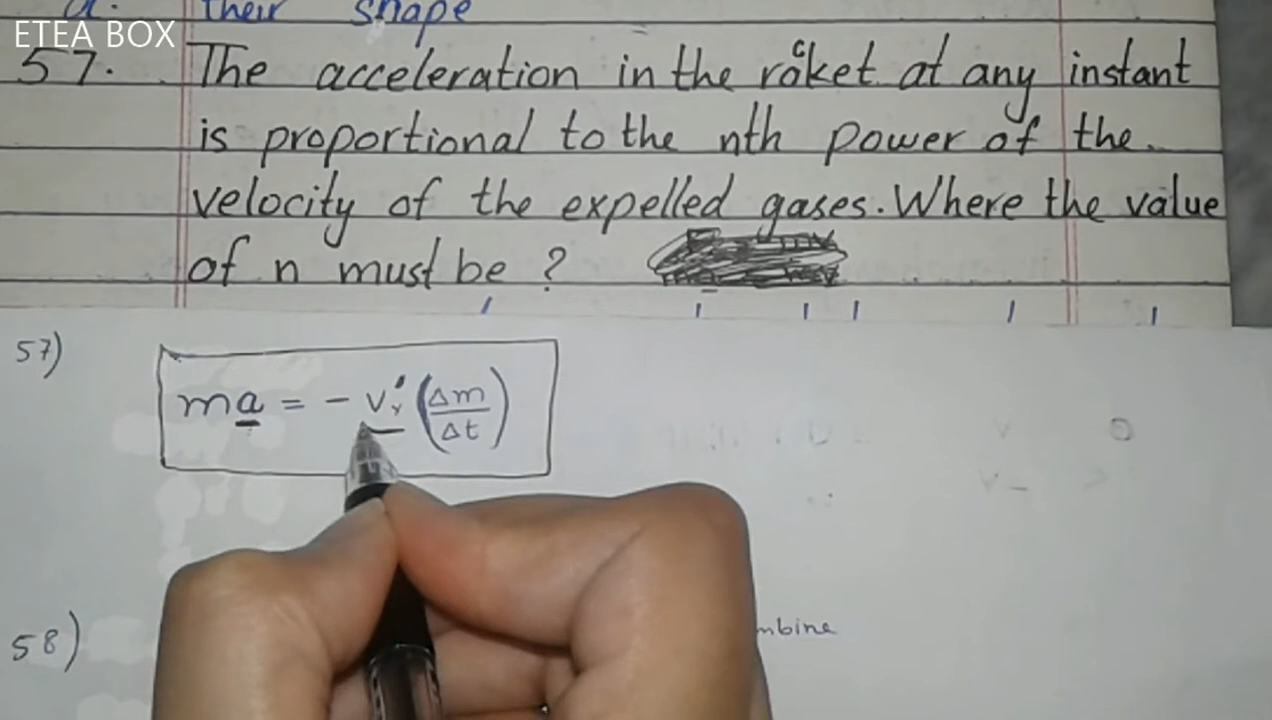 a. their shape
ETEA BOX
57. The acceleration in the rocket at any instant
is proportional to the nth power of the
velocity of the expelled gases. Where the value
of n must be ?
57)
ma = - v (Δm/Δt)
58)
mbine